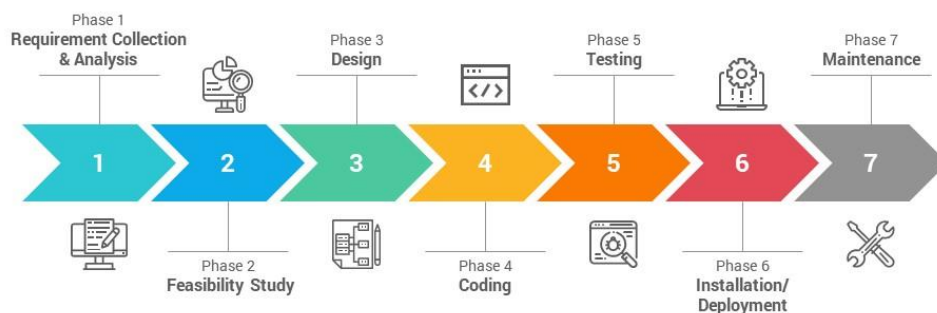 Phase 1
Requirement Collection
& Analysis
Phase 3
Design
Phase 5
Testing
Phase 7
Maintenance
</>
1
2
3
4
5
6
7
Phase 2
Feasibility Study
Phase 4
Coding
Phase 6
Installation/
Deployment